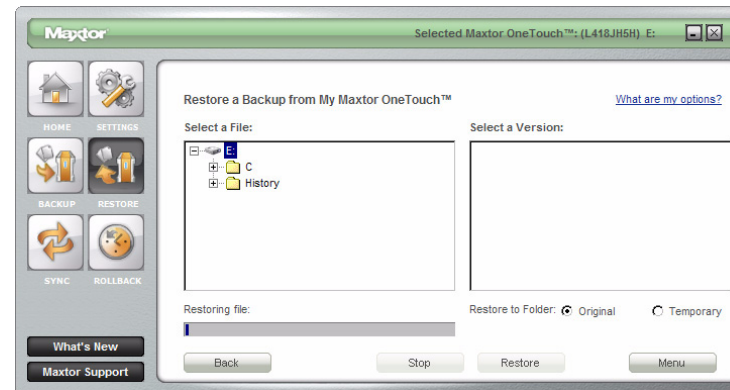 Maxtor
Selected Maxtor OneTouch™: (L418JH5H) E:
HOME SETTINGS
BACKUP RESTORE
SYNC ROLLBACK
What's New
Maxtor Support
Restore a Backup from My Maxtor OneTouch™ What are my options?
Select a File: Select a Version:
E:
C
History
Restoring file: Restore to Folder: Original Temporary
Back Stop Restore Menu